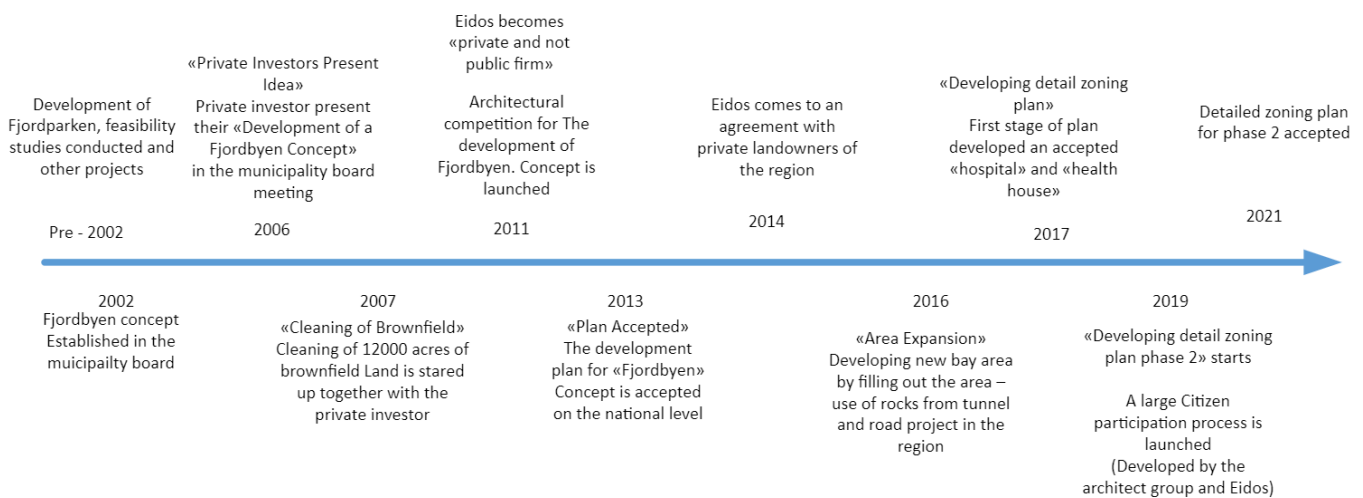 Development of
Fjordparken, feasibility
studies conducted and
other projects
Pre - 2002
«Private Investors Present
Idea»
Private investor present
their «Development of a
Fjordbyen Concept»
in the municipality board
meeting
2006
Eidos becomes
«private and not
public firm»
Architectural
competition for The
development of
Fjordbyen. Concept is
launched
2011
Eidos comes to an
agreement with
private landowners of
the region
2014
«Developing detail zoning
plan»
First stage of plan
developed an accepted
«hospital» and «health
house»
2017
Detailed zoning plan
for phase 2 accepted
2021
2002
Fjordbyen concept
Established in the
muicipailty board
2007
«Cleaning of Brownfield»
Cleaning of 12000 acres of
brownfield Land is stared
up together with the
private investor
2013
«Plan Accepted»
The development
plan for «Fjordbyen»
Concept is accepted
on the national level
2016
«Area Expansion»
Developing new bay area
by filling out the area –
use of rocks from tunnel
and road project in the
region
2019
«Developing detail zoning
plan phase 2» starts
A large Citizen
participation process is
launched
(Developed by the
architect group and Eidos)